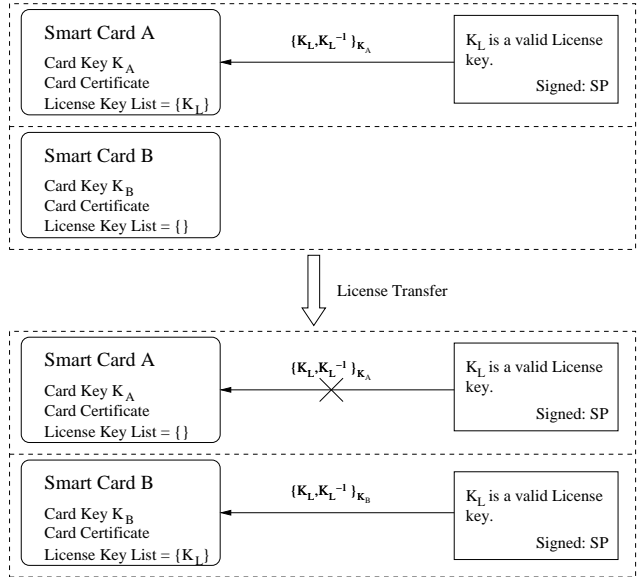 Smart Card A
Card Key K_A
Card Certificate
License Key List = {K_L}
{K_L,K_L^-1}_K_A
K_L is a valid License
key.
Signed: SP
Smart Card B
Card Key K_B
Card Certificate
License Key List = {}
License Transfer
Smart Card A
Card Key K_A
Card Certificate
License Key List = {}
{K_L,K_L^-1}_K_A
K_L is a valid License
key.
Signed: SP
Smart Card B
Card Key K_B
Card Certificate
License Key List = {K_L}
{K_L,K_L^-1}_K_B
K_L is a valid License
key.
Signed: SP